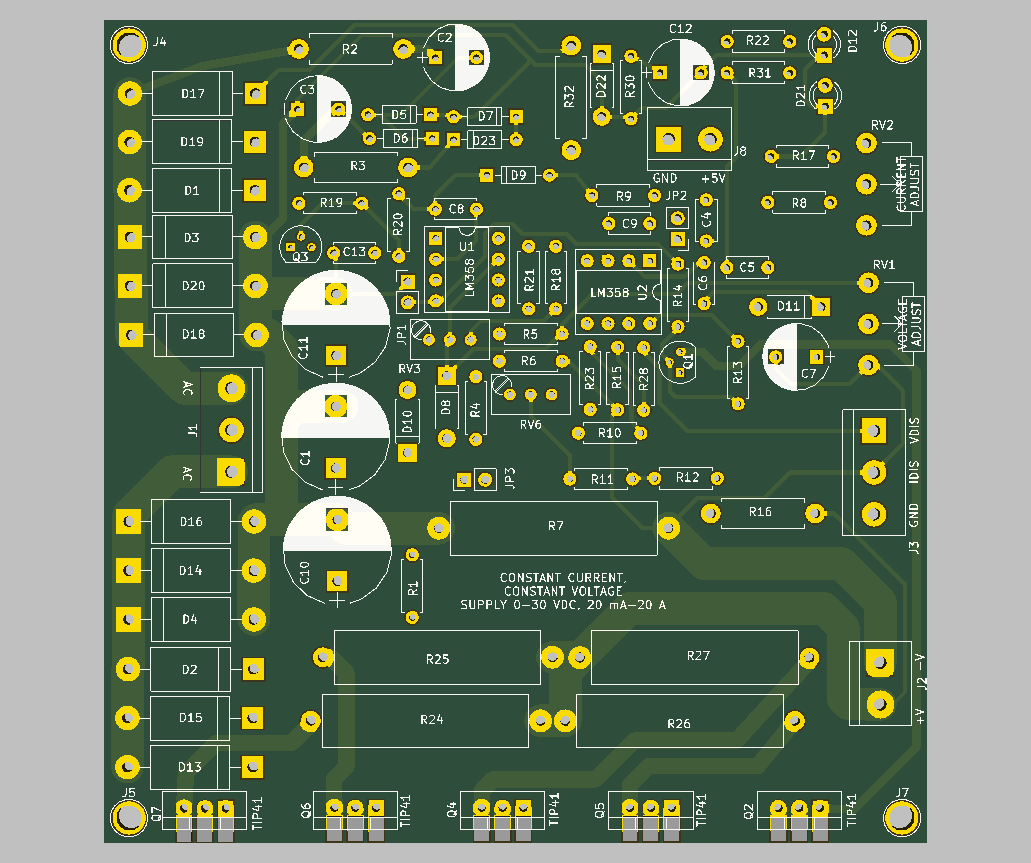 J4
R2
C2
C12
R22
D12
J6
D17
C3
R32
D22
R30
R31
D21
D5
D7
RV2
D19
D6
D23
J8
R3
R17
D9
GND +5V
CURRENT
ADJUST
D1
R19
R20
C8
R9
JP2
R8
C9
C4
D3
Q3
C13
U1
LM358
R21
R18
U2
LM358
R14
C6
C5
RV1
D20
D11
VOLTAGE
ADJUST
D18
C11
JP1
R5
R6
Q1
R13
C7
RV3
AC
J1
AC
C1
D10
D8
R4
RV6
R23
R15
R28
R10
VDIS
IDIS
GND
J3
JP3
R11
R12
D16
R7
R16
D14
C10
R1
CONSTANT CURRENT,
CONSTANT VOLTAGE
SUPPLY 0-30 VDC, 20 mA-20 A
D4
D2
R25
R27
-V
J2
+V
D15
R24
R26
D13
J5
J7
Q7
TIP41
Q6
TIP41
Q4
TIP41
Q5
TIP41
Q2
TIP41